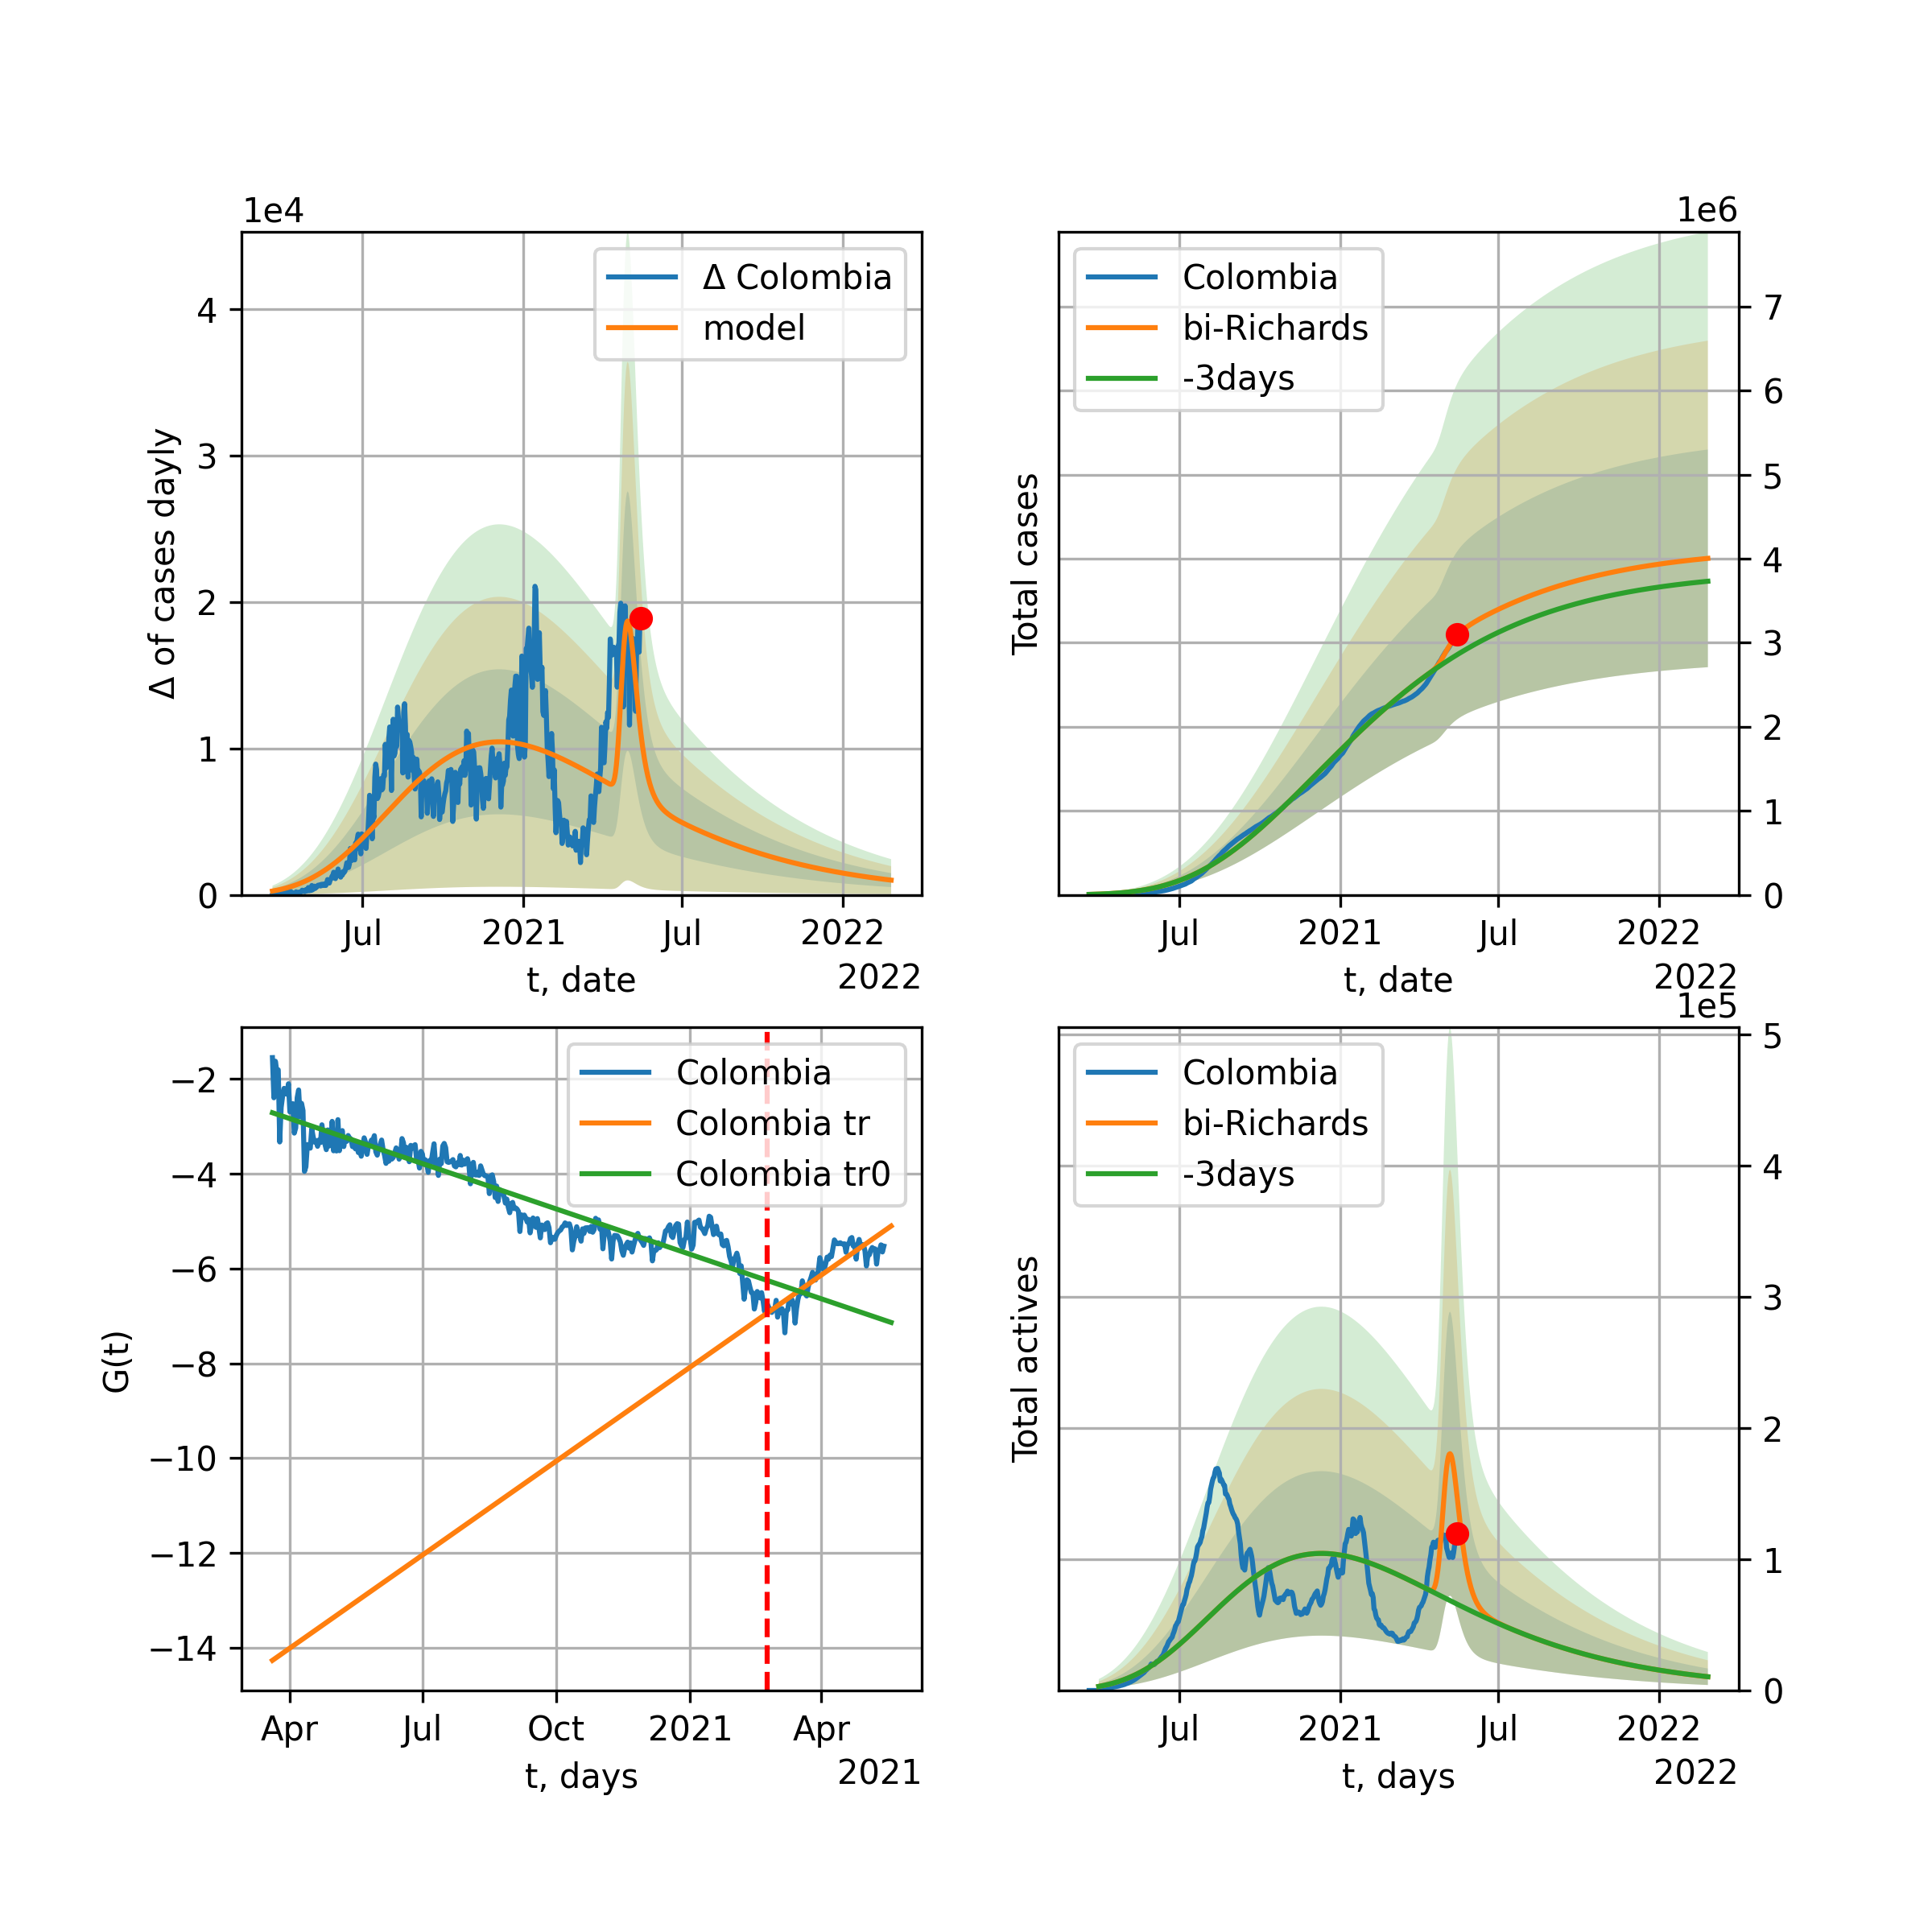 1e4
Δ of cases dayly
4
3
2
1
0
Δ Colombia
model
Jul 2021 Jul 2022
t, date
2022
1e6
Total cases
Colombia
bi-Richards
-3days
7
6
5
4
3
2
1
0
Jul 2021 Jul 2022
t, date
2022
G(t)
−2
−4
−6
−8
−10
−12
−14
Colombia
Colombia tr
Colombia tr0
Apr Jul Oct 2021 Apr
t, days
2021
1e5
Total actives
Colombia
bi-Richards
-3days
5
4
3
2
1
0
Jul 2021 Jul 2022
t, days
2022